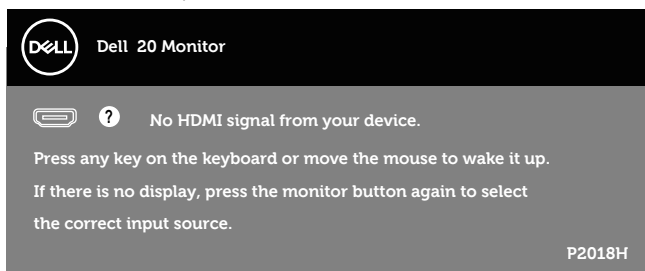 DELL
Dell 20 Monitor
? No HDMI signal from your device.
Press any key on the keyboard or move the mouse to wake it up.
If there is no display, press the monitor button again to select
the correct input source.
P2018H